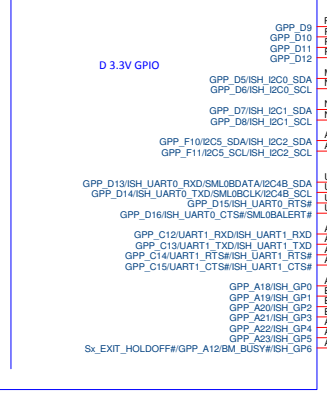 GPP_D9
GPP_D10
GPP_D11
GPP_D12
D 3.3V GPIO
GPP_D5/ISH_I2C0_SDA
GPP_D6/ISH_I2C0_SCL
GPP_D7/ISH_I2C1_SDA
GPP_D8/ISH_I2C1_SCL
GPP_F10/I2C5_SDA/ISH_I2C2_SDA
GPP_F11/I2C5_SCL/ISH_I2C2_SCL
GPP_D13/ISH_UART0_RXD/SML0BDATA/I2C4B_SDA
GPP_D14/ISH_UART0_TXD/SML0BCLK/I2C4B_SCL
GPP_D15/ISH_UART0_RTS#
GPP_D16/ISH_UART0_CTS#/SML0BALERT#
GPP_C12/UART1_RXD/ISH_UART1_RXD
GPP_C13/UART1_TXD/ISH_UART1_TXD
GPP_C14/UART1_RTS#/ISH_UART1_RTS#
GPP_C15/UART1_CTS#/ISH_UART1_CTS#
GPP_A18/ISH_GP0
GPP_A19/ISH_GP1
GPP_A20/ISH_GP2
GPP_A21/ISH_GP3
GPP_A22/ISH_GP4
GPP_A23/ISH_GP5
Sx_EXIT_HOLDOFF#/GPP_A12/BM_BUSY#/ISH_GP6